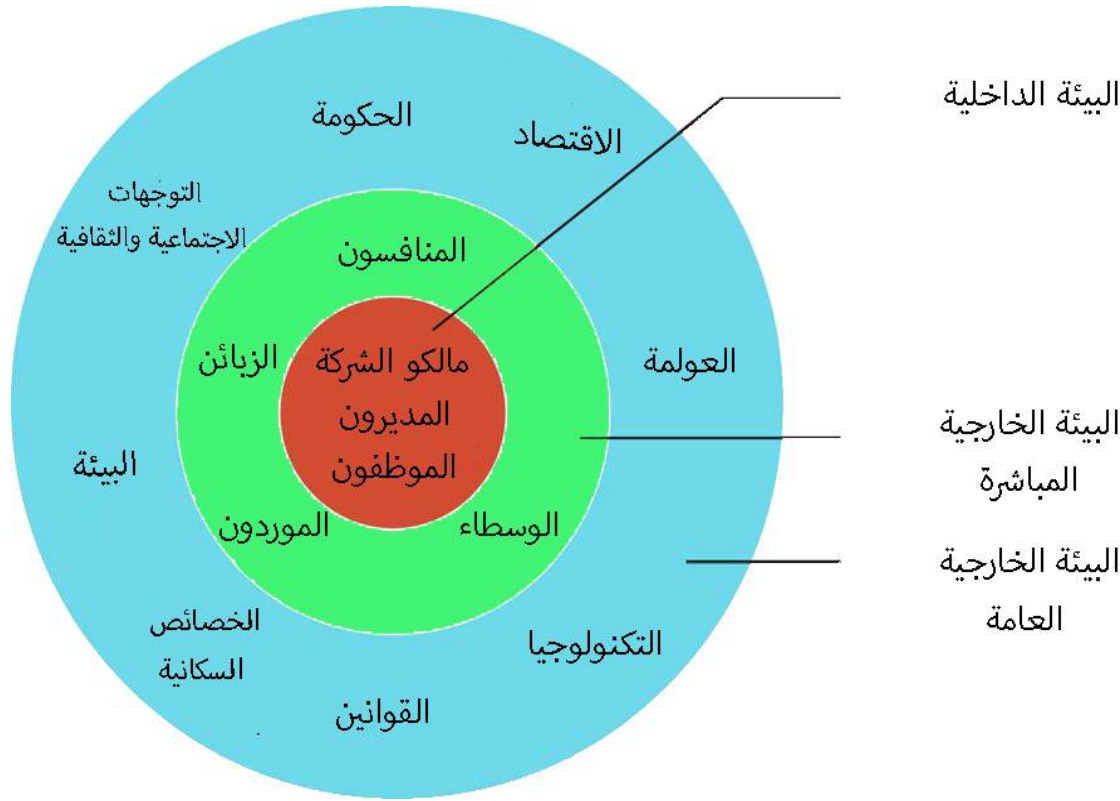 البيئة الداخلية
الحكومة
الاقتصاد
التوجهات
الاجتماعية والثقافية
المنافسون
الزبائن
مالكو الشركة
المديرون
الموظفون
العولمة
البيئة الخارجية
المباشرة
البيئة
الموردون
الوسطاء
البيئة الخارجية
العامة
الخصائص
السكانية
القوانين
التكنولوجيا